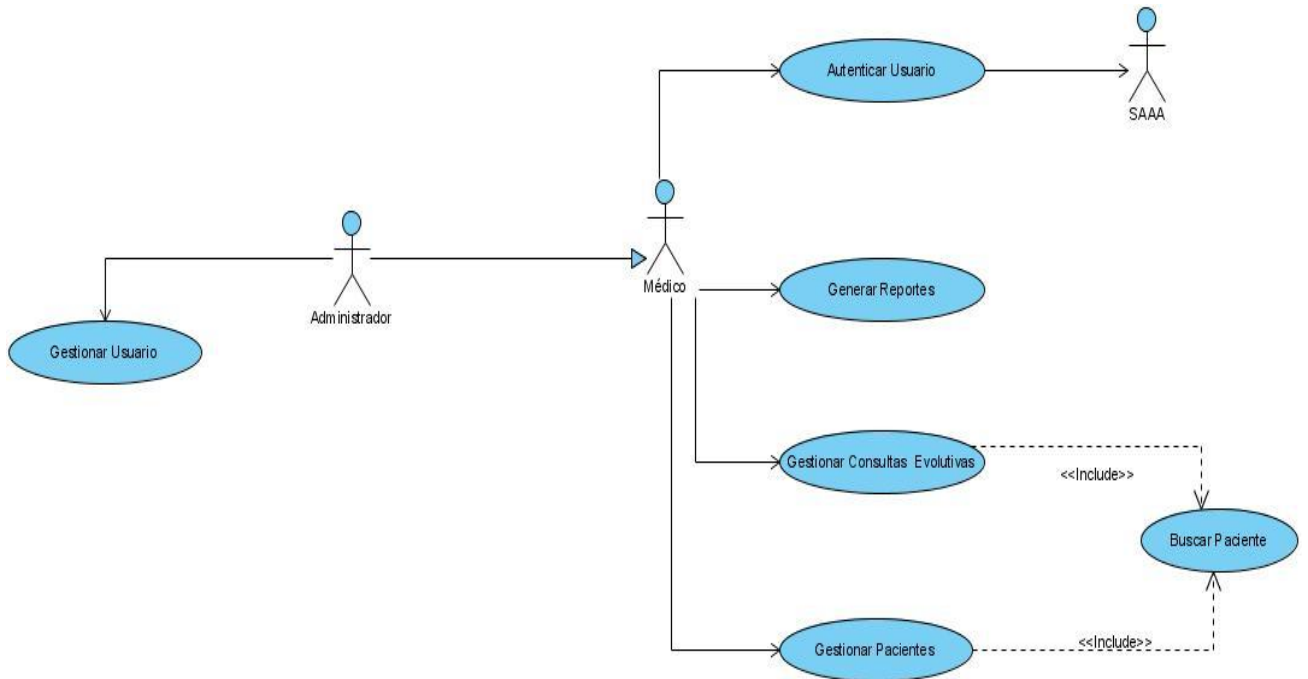 Autenticar Usuario
SAAA
Médico
Generar Reportes
Administrador
Gestionar Usuario
Gestionar Consultas Evolutivas
<<Include>>
Buscar Paciente
Gestionar Pacientes
<<Include>>